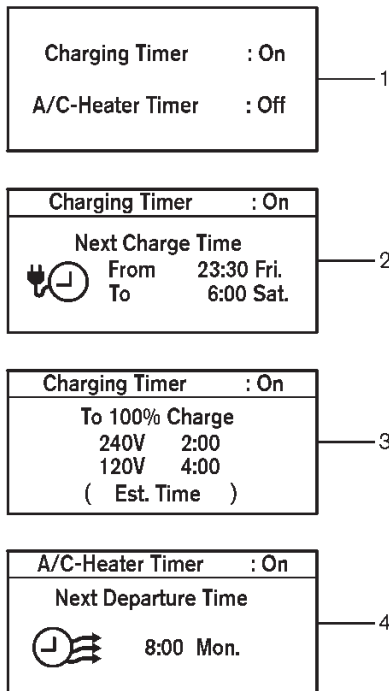 Charging Timer : On
A/C-Heater Timer : Off
1
Charging Timer : On
Next Charge Time
From 23:30 Fri.
To 6:00 Sat.
2
Charging Timer : On
To 100% Charge
240V 2:00
120V 4:00
( Est. Time )
3
A/C-Heater Timer : On
Next Departure Time
8:00 Mon.
4